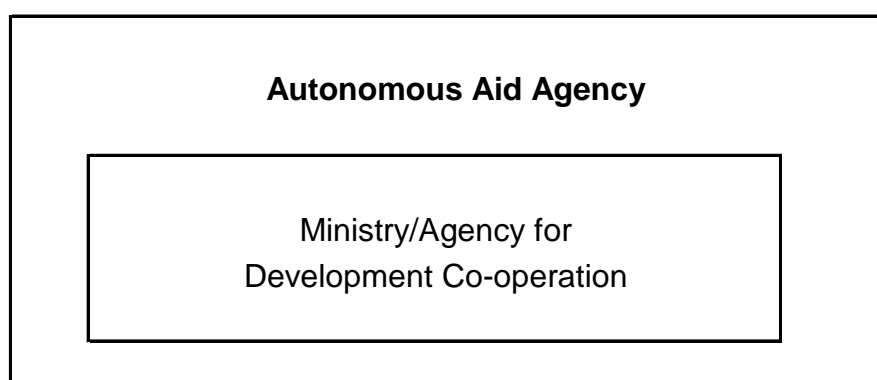 Autonomous Aid Agency
Ministry/Agency for
Development Co-operation